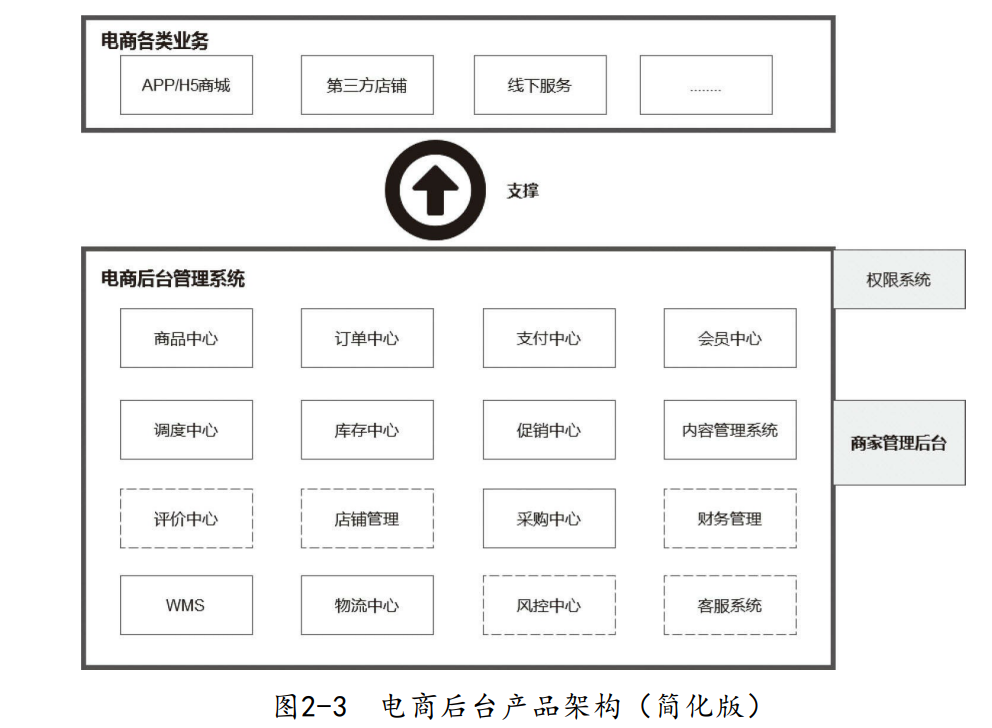 电商各类业务
APP/H5商城 第三方店铺 线下服务 ........
支撑
电商后台管理系统
权限系统
商品中心 订单中心 支付中心 会员中心
调度中心 库存中心 促销中心 内容管理系统
商家管理后台
评价中心 店铺管理 采购中心 财务管理
WMS 物流中心 风控中心 客服系统
图2-3 电商后台产品架构（简化版）